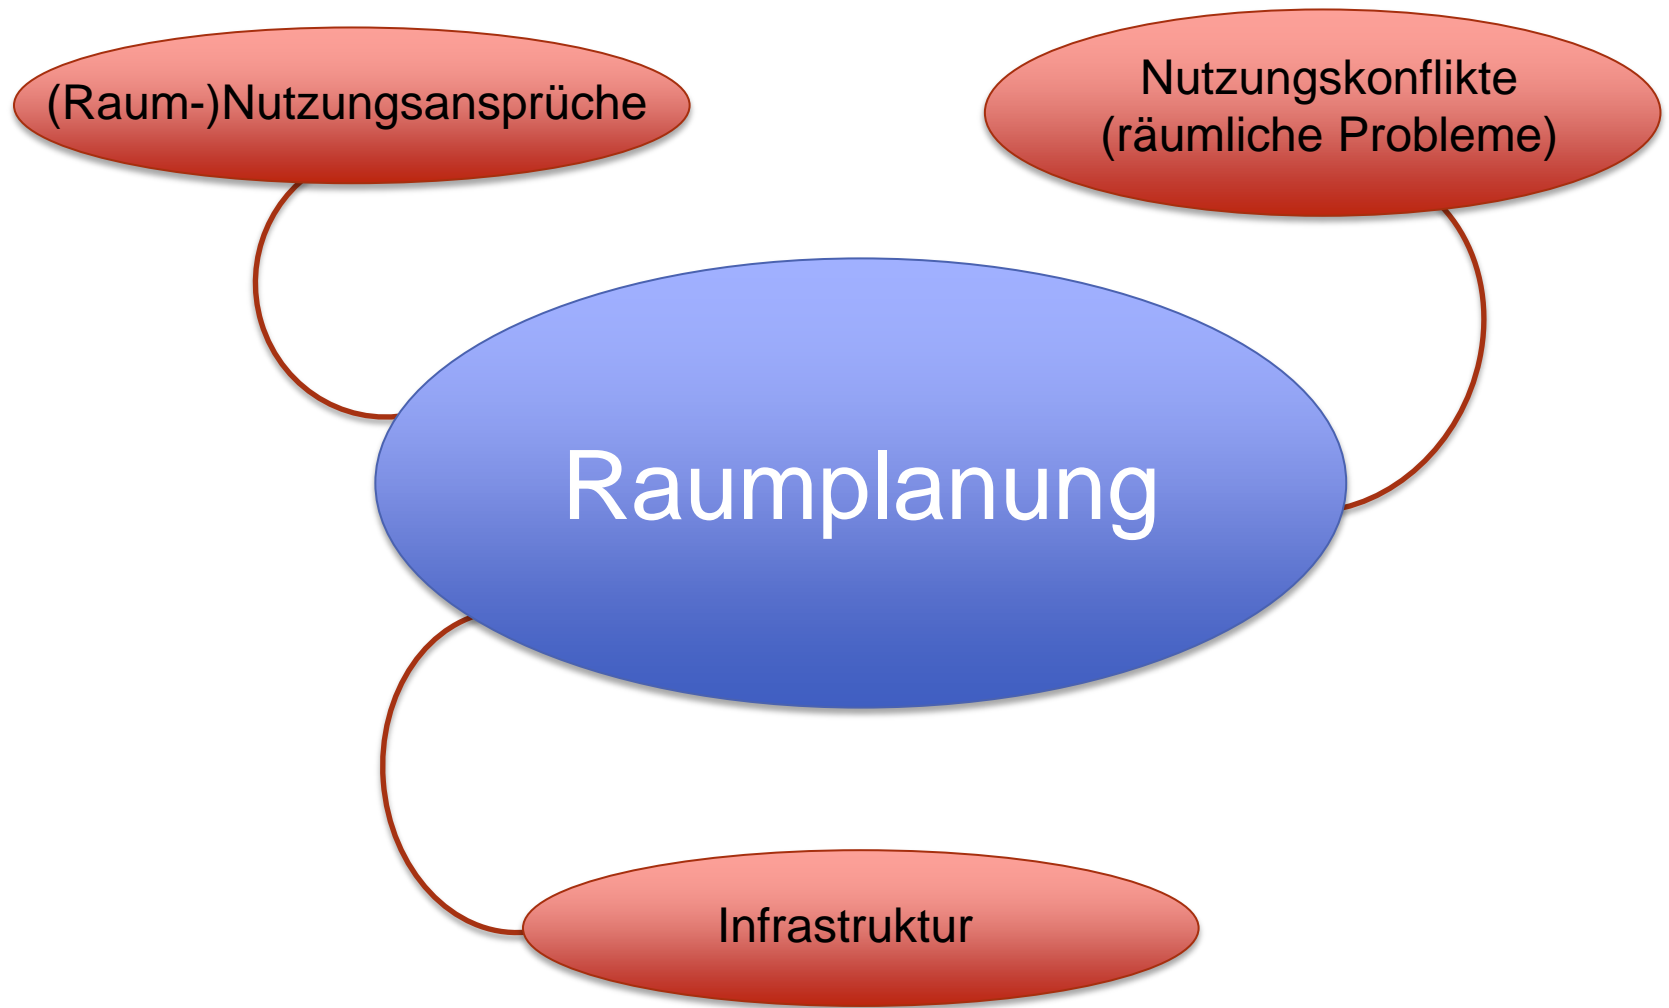 (Raum-)Nutzungsansprüche
Nutzungskonflikte
(räumliche Probleme)
Raumplanung
Infrastruktur